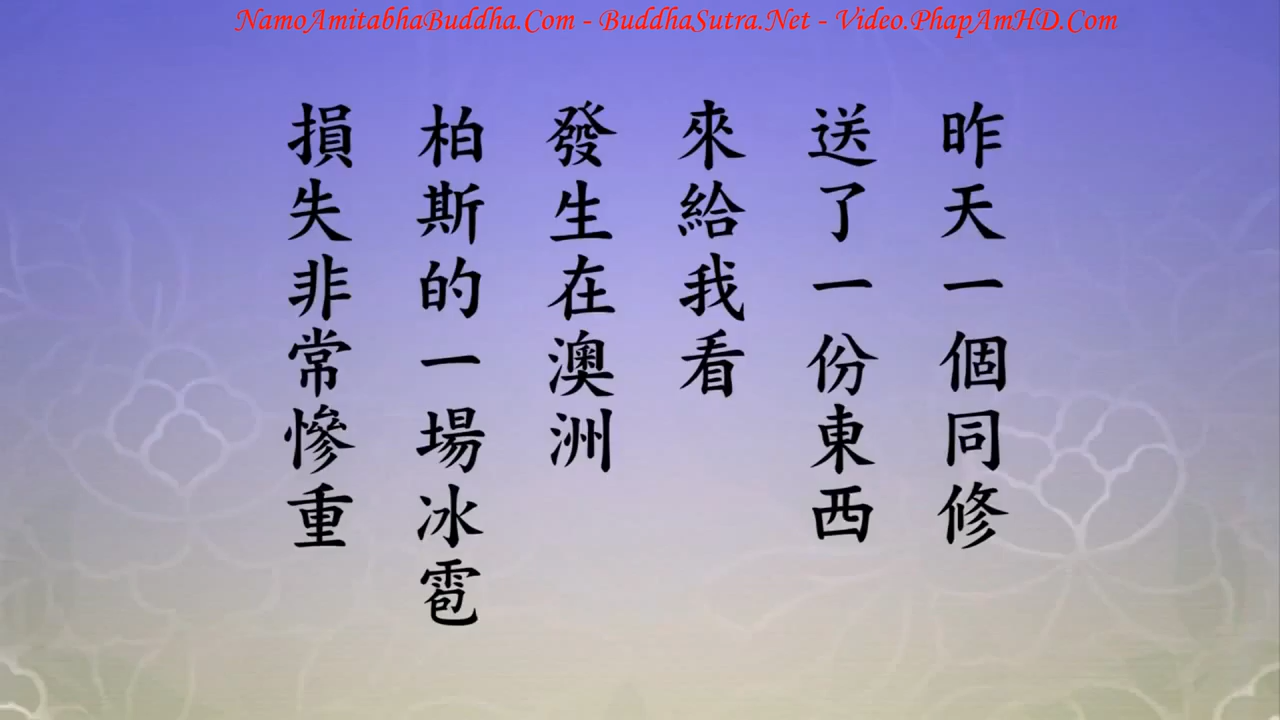 NamoAmitabhaBuddha.Com - BuddhaSutra.Net - Video.PhapAmHD.Com
昨天一個同修
送了一份東西
來給我看
發生在澳洲
柏斯的一場冰雹
損失非常慘重